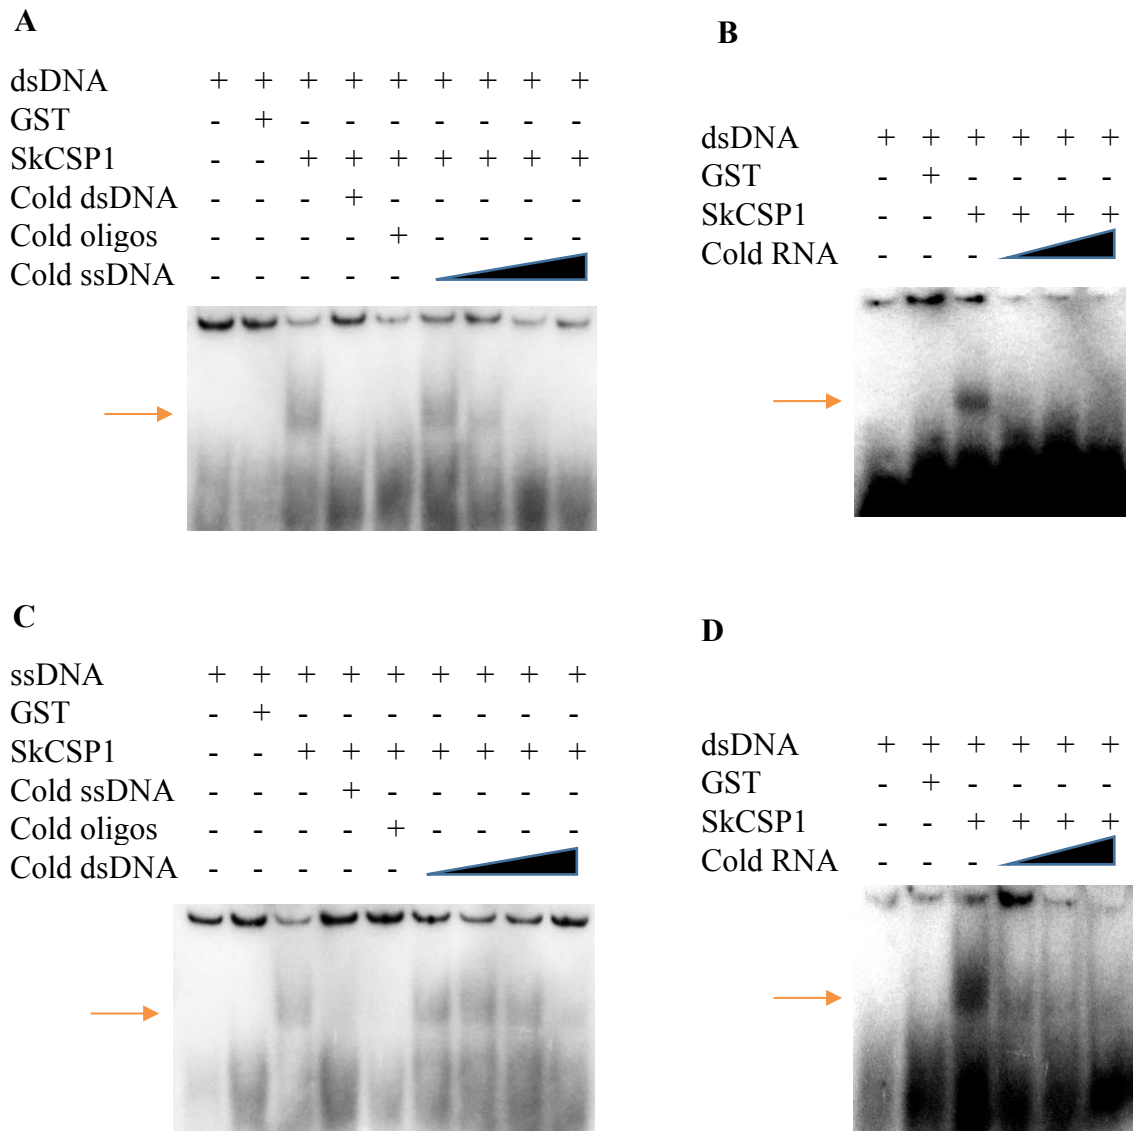 A
dsDNA + + + + + + + + +
GST - + - - - - - - -
SkCSP1 - - + + + + + + +
Cold dsDNA - - - + - - - - -
Cold oligos - - - - + - - - -
Cold ssDNA - - - - -
B
dsDNA + + + + + +
GST - + - - - -
SkCSP1 - - + + + +
Cold RNA - - -
C
ssDNA + + + + + + + + +
GST - + - - - - - - -
SkCSP1 - - + + + + + + +
Cold ssDNA - - - + - - - - -
Cold oligos - - - - + - - - -
Cold dsDNA - - - - -
D
dsDNA + + + + + +
GST - + - - - -
SkCSP1 - - + + + +
Cold RNA - - -